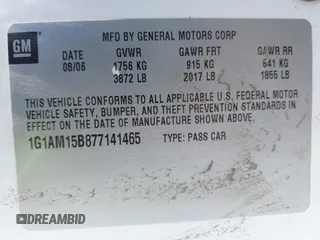 GM
MFD BY GENERAL MOTORS CORP
08/06 GVWR GAWR FRT GAWR RR
1756 KG 915 KG 841 KG
3872 LB 2017 LB 1855 LB
THIS VEHICLE CONFORMS TO ALL APPLICABLE U.S. FEDERAL MOTOR
VEHICLE SAFETY, BUMPER, AND THEFT PREVENTION STANDARDS IN
EFFECT ON THE DATE OF MANUFACTURE SHOWN ABOVE.
1G1AM15B877141465 TYPE: PASS CAR
DREAMBID